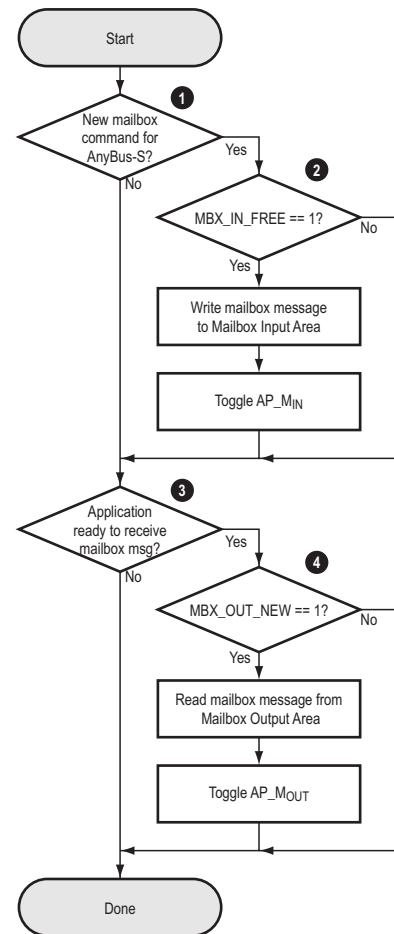 Start
1
New mailbox
command for
AnyBus-S?
Yes
No
2
MBX_IN_FREE == 1?
No
Yes
Write mailbox message
to Mailbox Input Area
Toggle AP_MIN
3
Application
ready to receive
mailbox msg?
Yes
No
4
MBX_OUT_NEW == 1?
No
Yes
Read mailbox message from
Mailbox Output Area
Toggle AP_MOUT
Done